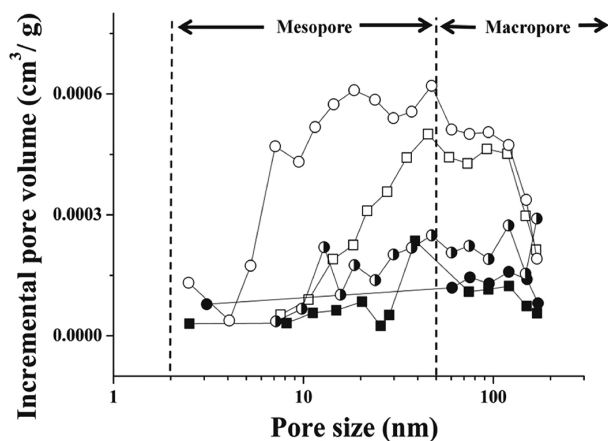 Mesopore
Macropore
0.0006
0.0003
0.0000
Incremental pore volume (cm³/ g)
1
10
100
Pore size (nm)